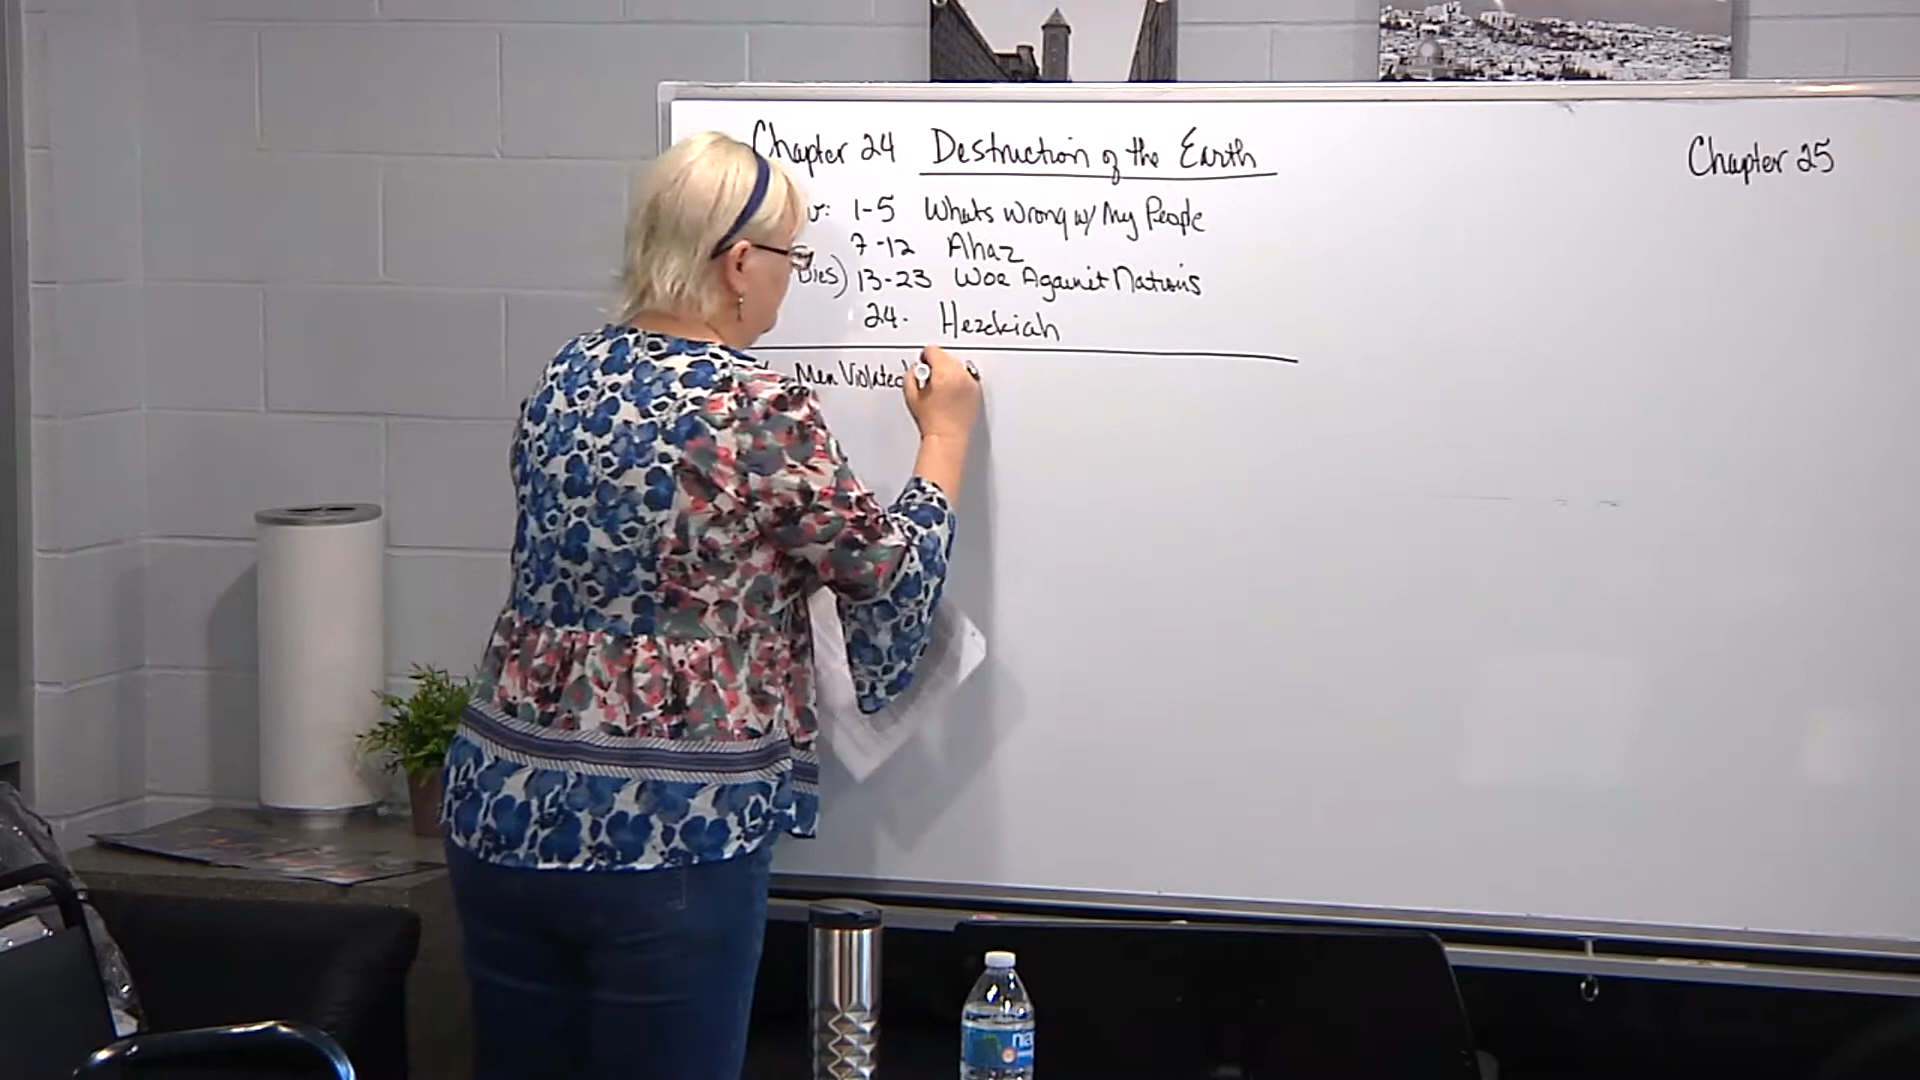 Chapter 24 Destruction of the Earth
Chapter 25
v: 1-5 Whats Wrong w/ My People
7-12 Ahaz
Dies) 13-23 Woe Against Nations
24. Hezekiah
Men Violated